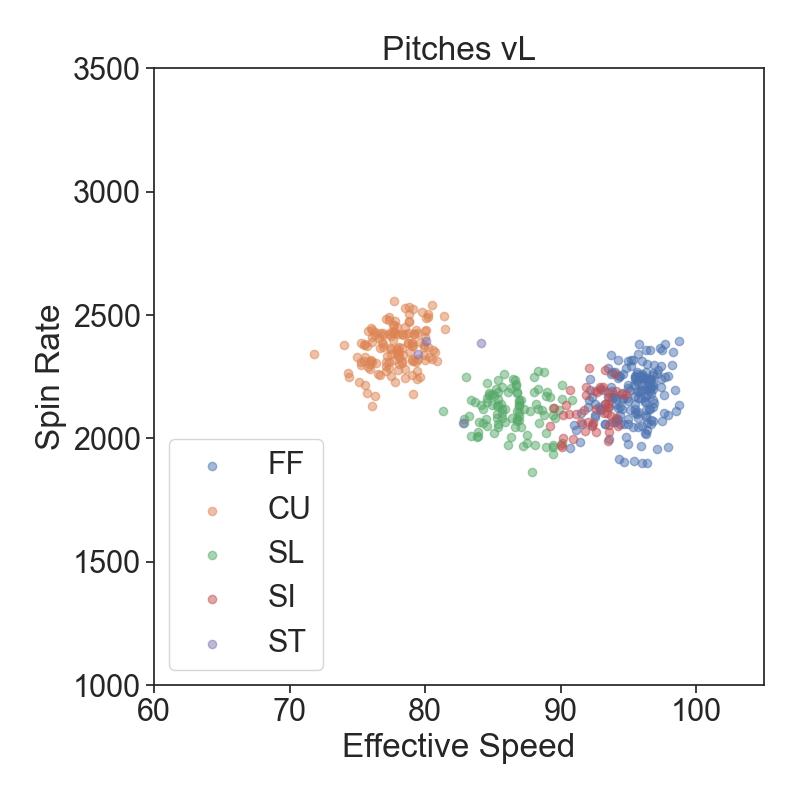 Pitches vL
3500
3000
2500
2000
1500
1000
Spin Rate
FF
CU
SL
SI
ST
60 70 80 90 100
Effective Speed